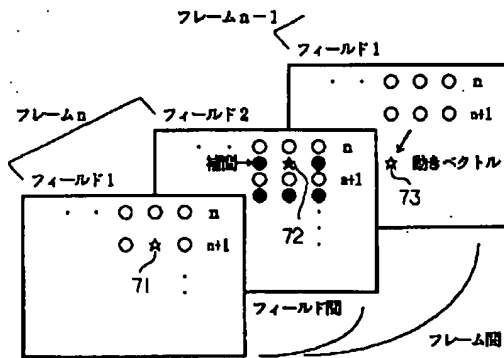 フレームn-1
フィールド1
フレームn
フィールド2
n
n+1
n
補間
n+1
動きベクトル
フィールド1
72
73
n
n+1
71
フィールド間
フレーム間